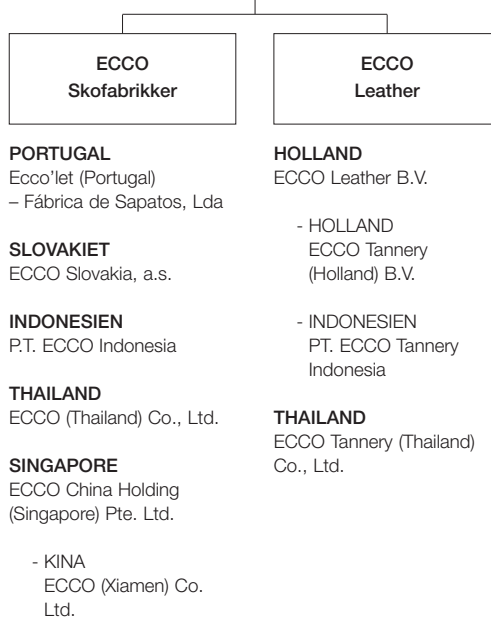 ECCO
Skofabrikker
PORTUGAL
Ecco’let (Portugal)
– Fábrica de Sapatos, Lda
SLOVAKIET
ECCO Slovakia, a.s.
INDONESIEN
P.T. ECCO Indonesia
THAILAND
ECCO (Thailand) Co., Ltd.
SINGAPORE
ECCO China Holding
(Singapore) Pte. Ltd.
- KINA
ECCO (Xiamen) Co.
Ltd.
ECCO
Leather
HOLLAND
ECCO Leather B.V.
- HOLLAND
ECCO Tannery
(Holland) B.V.
- INDONESIEN
PT. ECCO Tannery
Indonesia
THAILAND
ECCO Tannery (Thailand)
Co., Ltd.